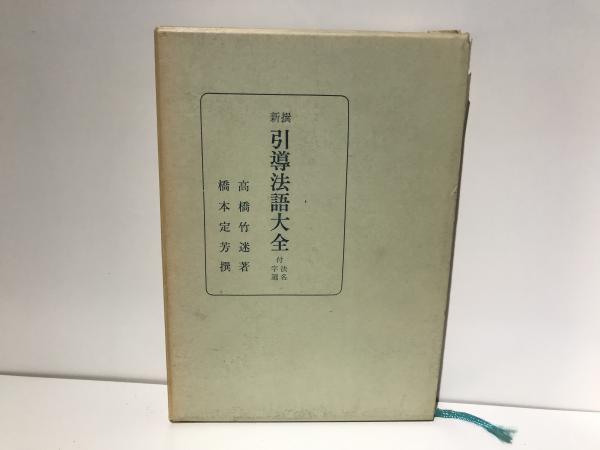 新撰
引導法語大全
付 法名字選
高橋竹迷著
橋本定芳撰